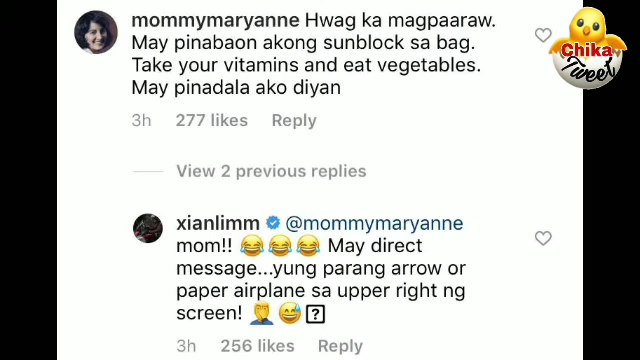 mommymaryanne Hwag ka magpaaraw.
May pinabaon akong sunblock sa bag.
Take your vitamins and eat vegetables.
May pinadala ako diyan
3h 277 likes Reply
View 2 previous replies
xianlimm @mommymaryanne
mom!! 😂😂😂 May direct
message...yung parang arrow or
paper airplane sa upper right ng
screen! 🤦😅⍰
3h 256 likes Reply
Chika
Tweet